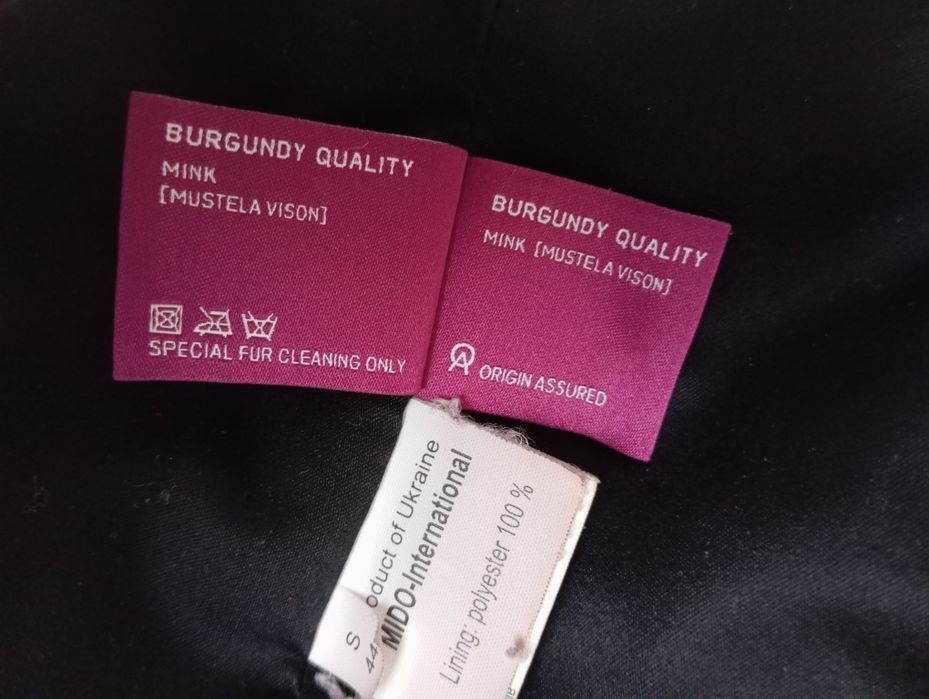 BURGUNDY QUALITY
MINK
[MUSTELA VISON]
SPECIAL FUR CLEANING ONLY
BURGUNDY QUALITY
MINK [MUSTELA VISON]
OA ORIGIN ASSURED
oduct of Ukraine
MIDO-International
Lining: polyester 100 %
S
44